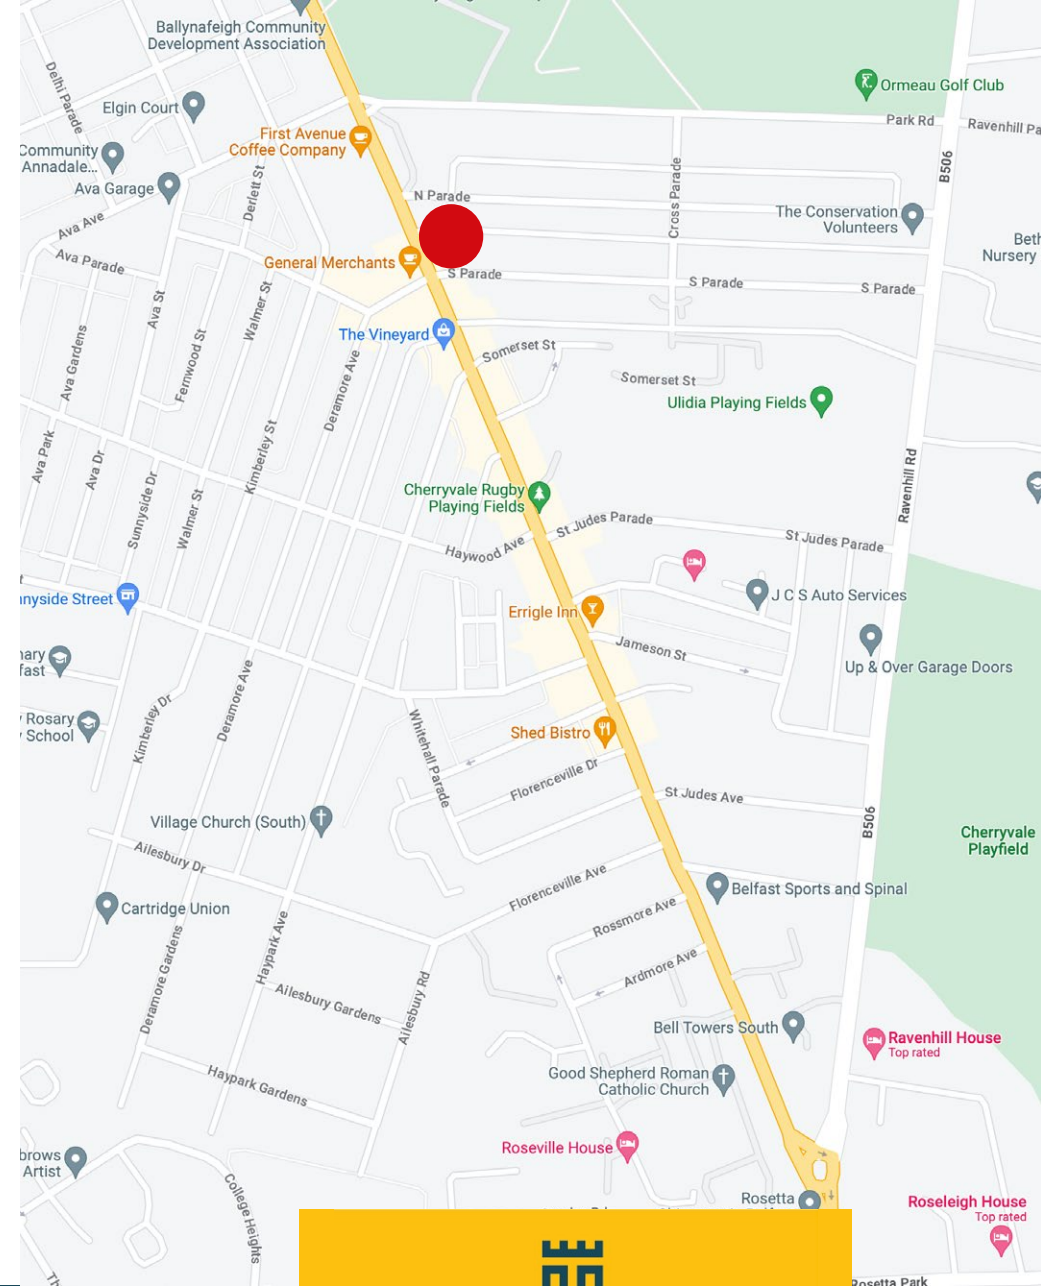 Ballynafeigh Community
Development Association
Delhi Parade
Elgin Court
Ormeau Golf Club
First Avenue
Coffee Company
Park Rd
Ravenhill Pa
Community
Annadale...
B506
Ava Garage
Derlett St
N Parade
Cross Parade
The Conservation
Volunteers
Ava Ave
Beth
Nursery
Ava Parade
General Merchants
S Parade
S Parade
S Parade
Ava St
Walmer St
The Vineyard
Somerset St
Ava Gardens
Fernwood St
Deramore Ave
Somerset St
Ulidia Playing Fields
Ava Park
Ava Dr
Kimberley St
Ravenhill Rd
Sunnyside Dr
Walmer St
Cherryvale Rugby
Playing Fields
St Judes Parade
St Judes Parade
Haywood Ave
nnyside Street
J C S Auto Services
Errigle Inn
Jameson St
nary
fast
Up & Over Garage Doors
Deramore Ave
Kimberley Dr
Rosary
School
Whitehall Parade
Shed Bistro
Florenceville Dr
St Judes Ave
B506
Village Church (South)
Cherryvale
Playfield
Ailesbury Dr
Florenceville Ave
Belfast Sports and Spinal
Cartridge Union
Rossmore Ave
Haypark Ave
Deramore Gardens
Ardmore Ave
Ailesbury Gardens
Ailesbury Rd
Bell Towers South
Ravenhill House
Top rated
Haypark Gardens
Good Shepherd Roman
Catholic Church
Roseville House
brows
Artist
College Heights
Rosetta
Roseleigh House
Top rated
Th
Rosetta Park